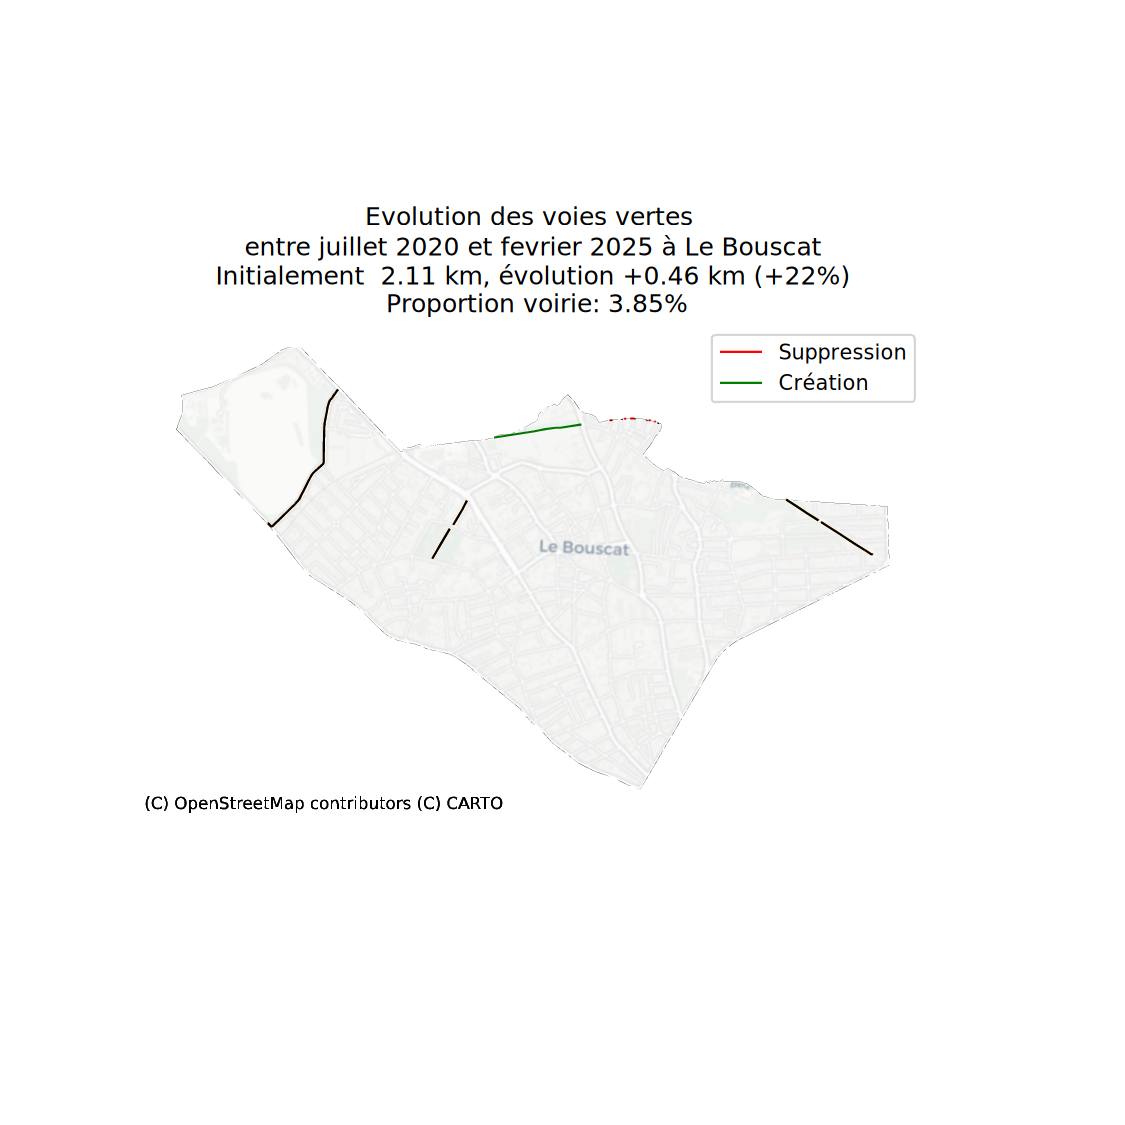 Evolution des voies vertes
entre juillet 2020 et fevrier 2025 à Le Bouscat
Initialement  2.11 km, évolution +0.46 km (+22%)
Proportion voirie: 3.85%
Suppression
Création
Le Bouscat
(C) OpenStreetMap contributors (C) CARTO